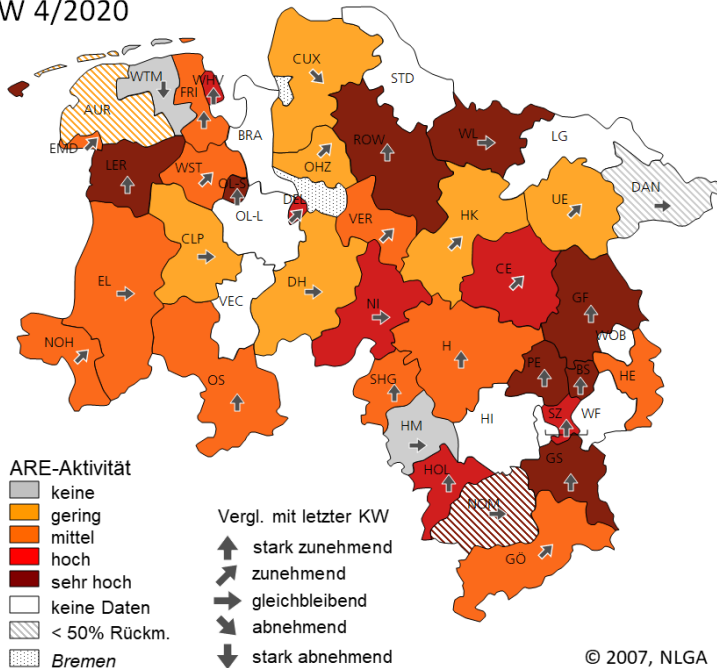 W 4/2020
CUX
WTM
WHV
FRI
STD
AUR
BRA
EMD
ROW
WL
LG
OHZ
LER
WST
OL-S
DEL
OL-L
VER
HK
UE
DAN
CLP
CE
EL
DH
VEC
NI
GF
WOB
NOH
H
OS
SHG
PE
BS
HE
HM
HI
SZ
WF
HOL
GS
NOM
GÖ
ARE-Aktivität
keine
gering
mittel
hoch
sehr hoch
keine Daten
< 50% Rückm.
Bremen
Vergl. mit letzter KW
stark zunehmend
zunehmend
gleichbleibend
abnehmend
stark abnehmend
© 2007, NLGA